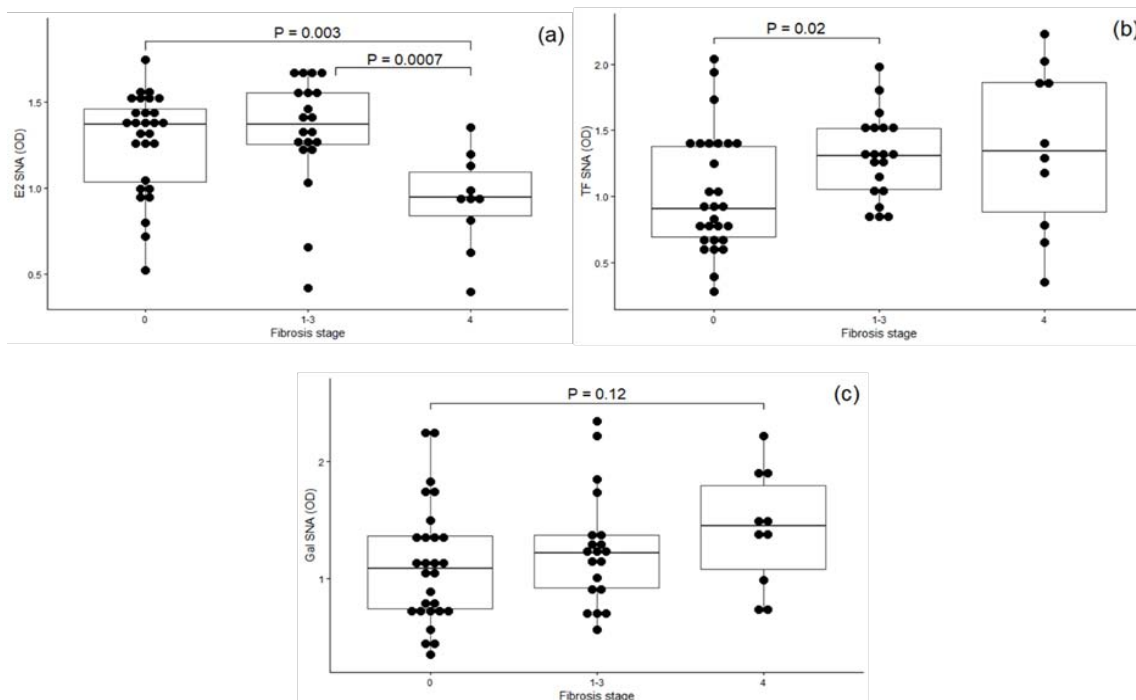 P = 0.003
(a)
P = 0.0007
1.5
1.0
0.5
E2 SNA (OD)
0
1-3
4
Fibrosis stage
P = 0.02
(b)
2.0
1.5
1.0
0.5
TF SNA (OD)
0
1-3
4
Fibrosis stage
P = 0.12
(c)
2
1
Gal SNA (OD)
0
1-3
4
Fibrosis stage